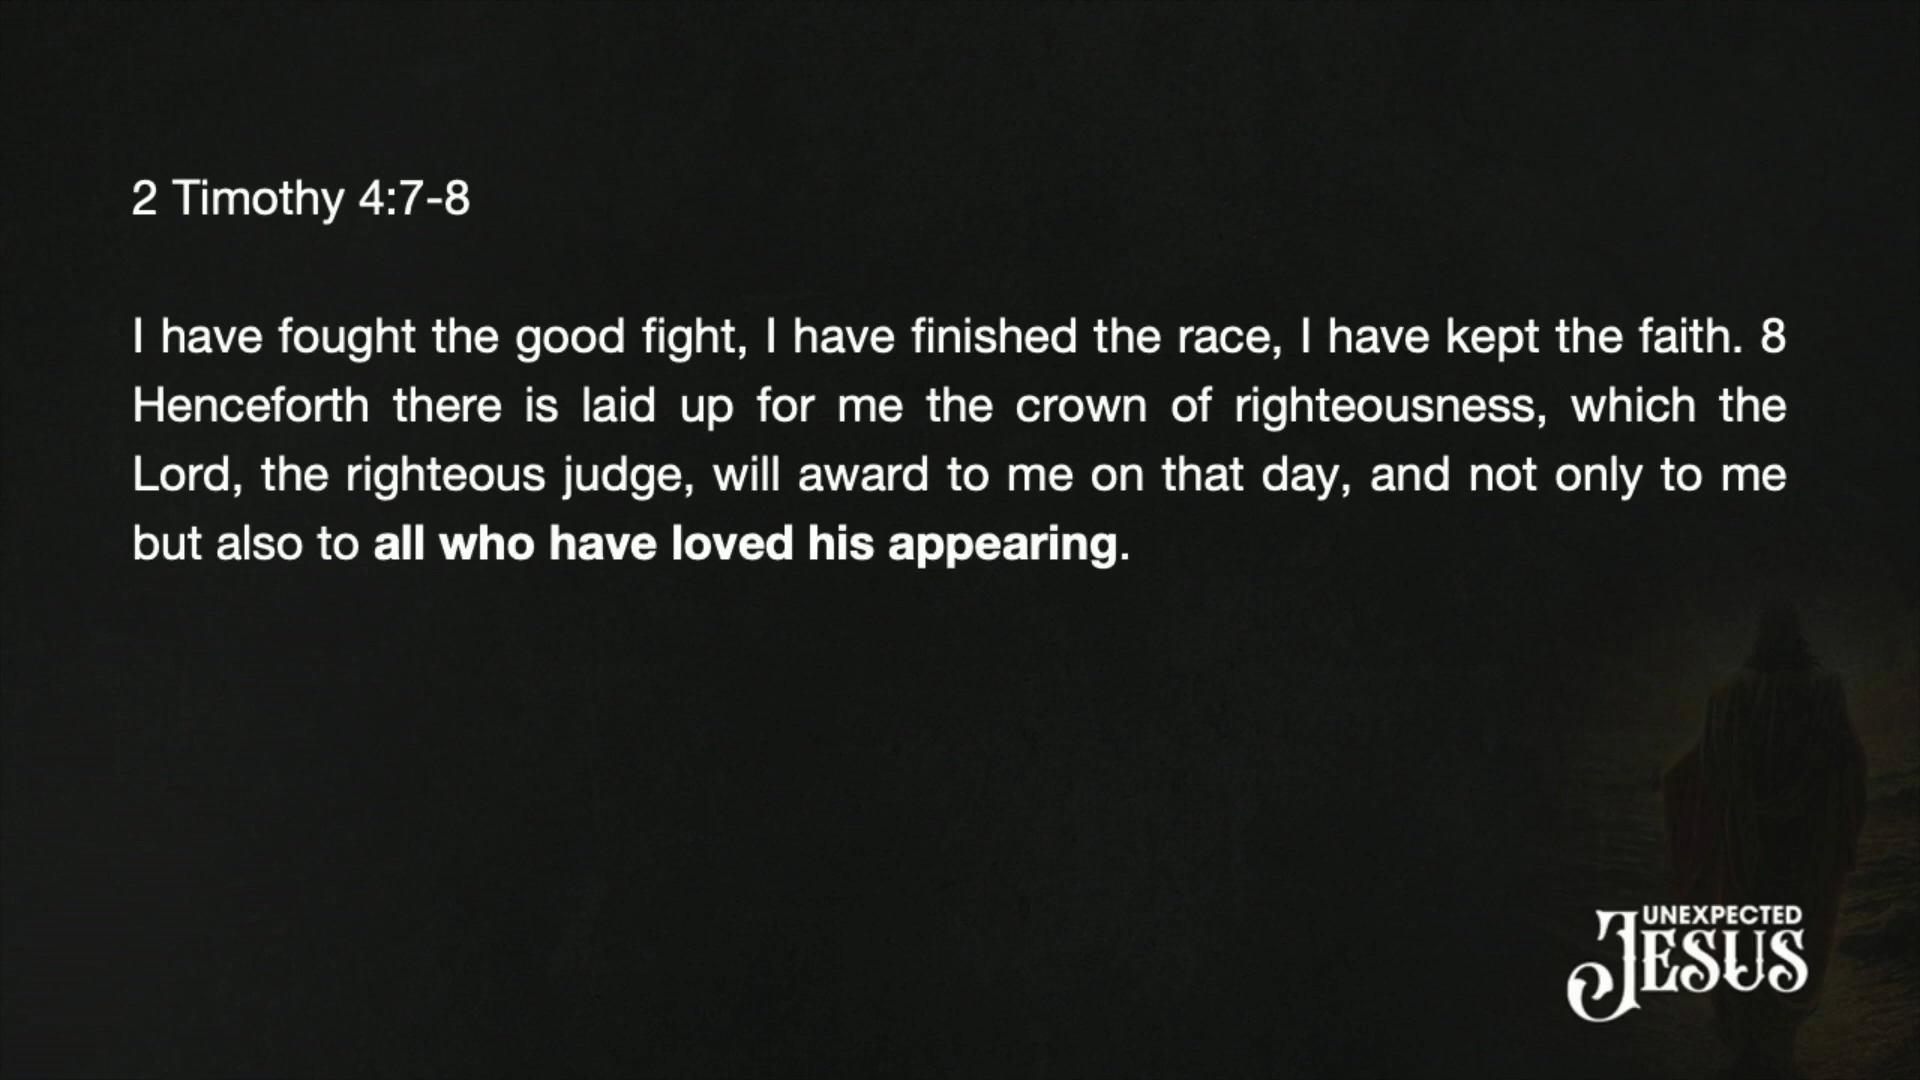 2 Timothy 4:7-8
I have fought the good fight, I have finished the race, I have kept the faith. 8
Henceforth there is laid up for me the crown of righteousness, which the
Lord, the righteous judge, will award to me on that day, and not only to me
but also to all who have loved his appearing.
UNEXPECTED
JESUS